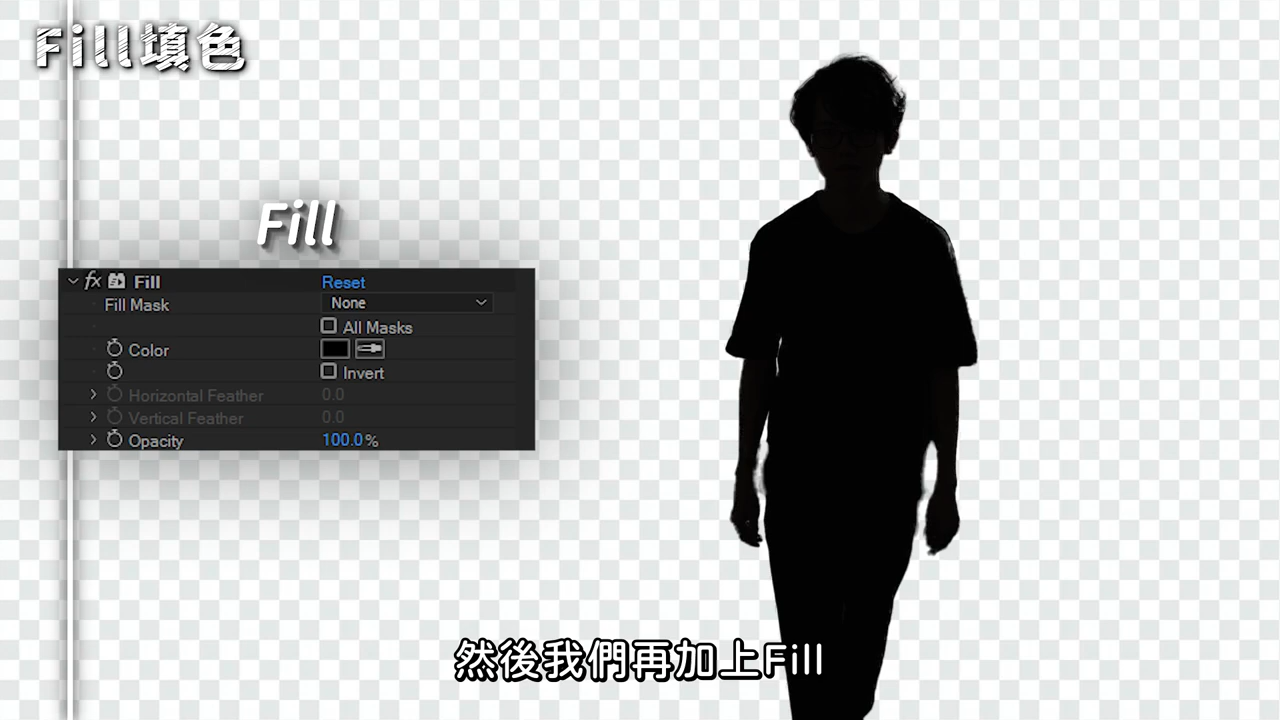 Fill填色
Fill
fx Fill Reset
Fill Mask None
All Masks
Color
Invert
Horizontal Feather 0.0
Vertical Feather 0.0
Opacity 100.0%
然後我們再加上Fill